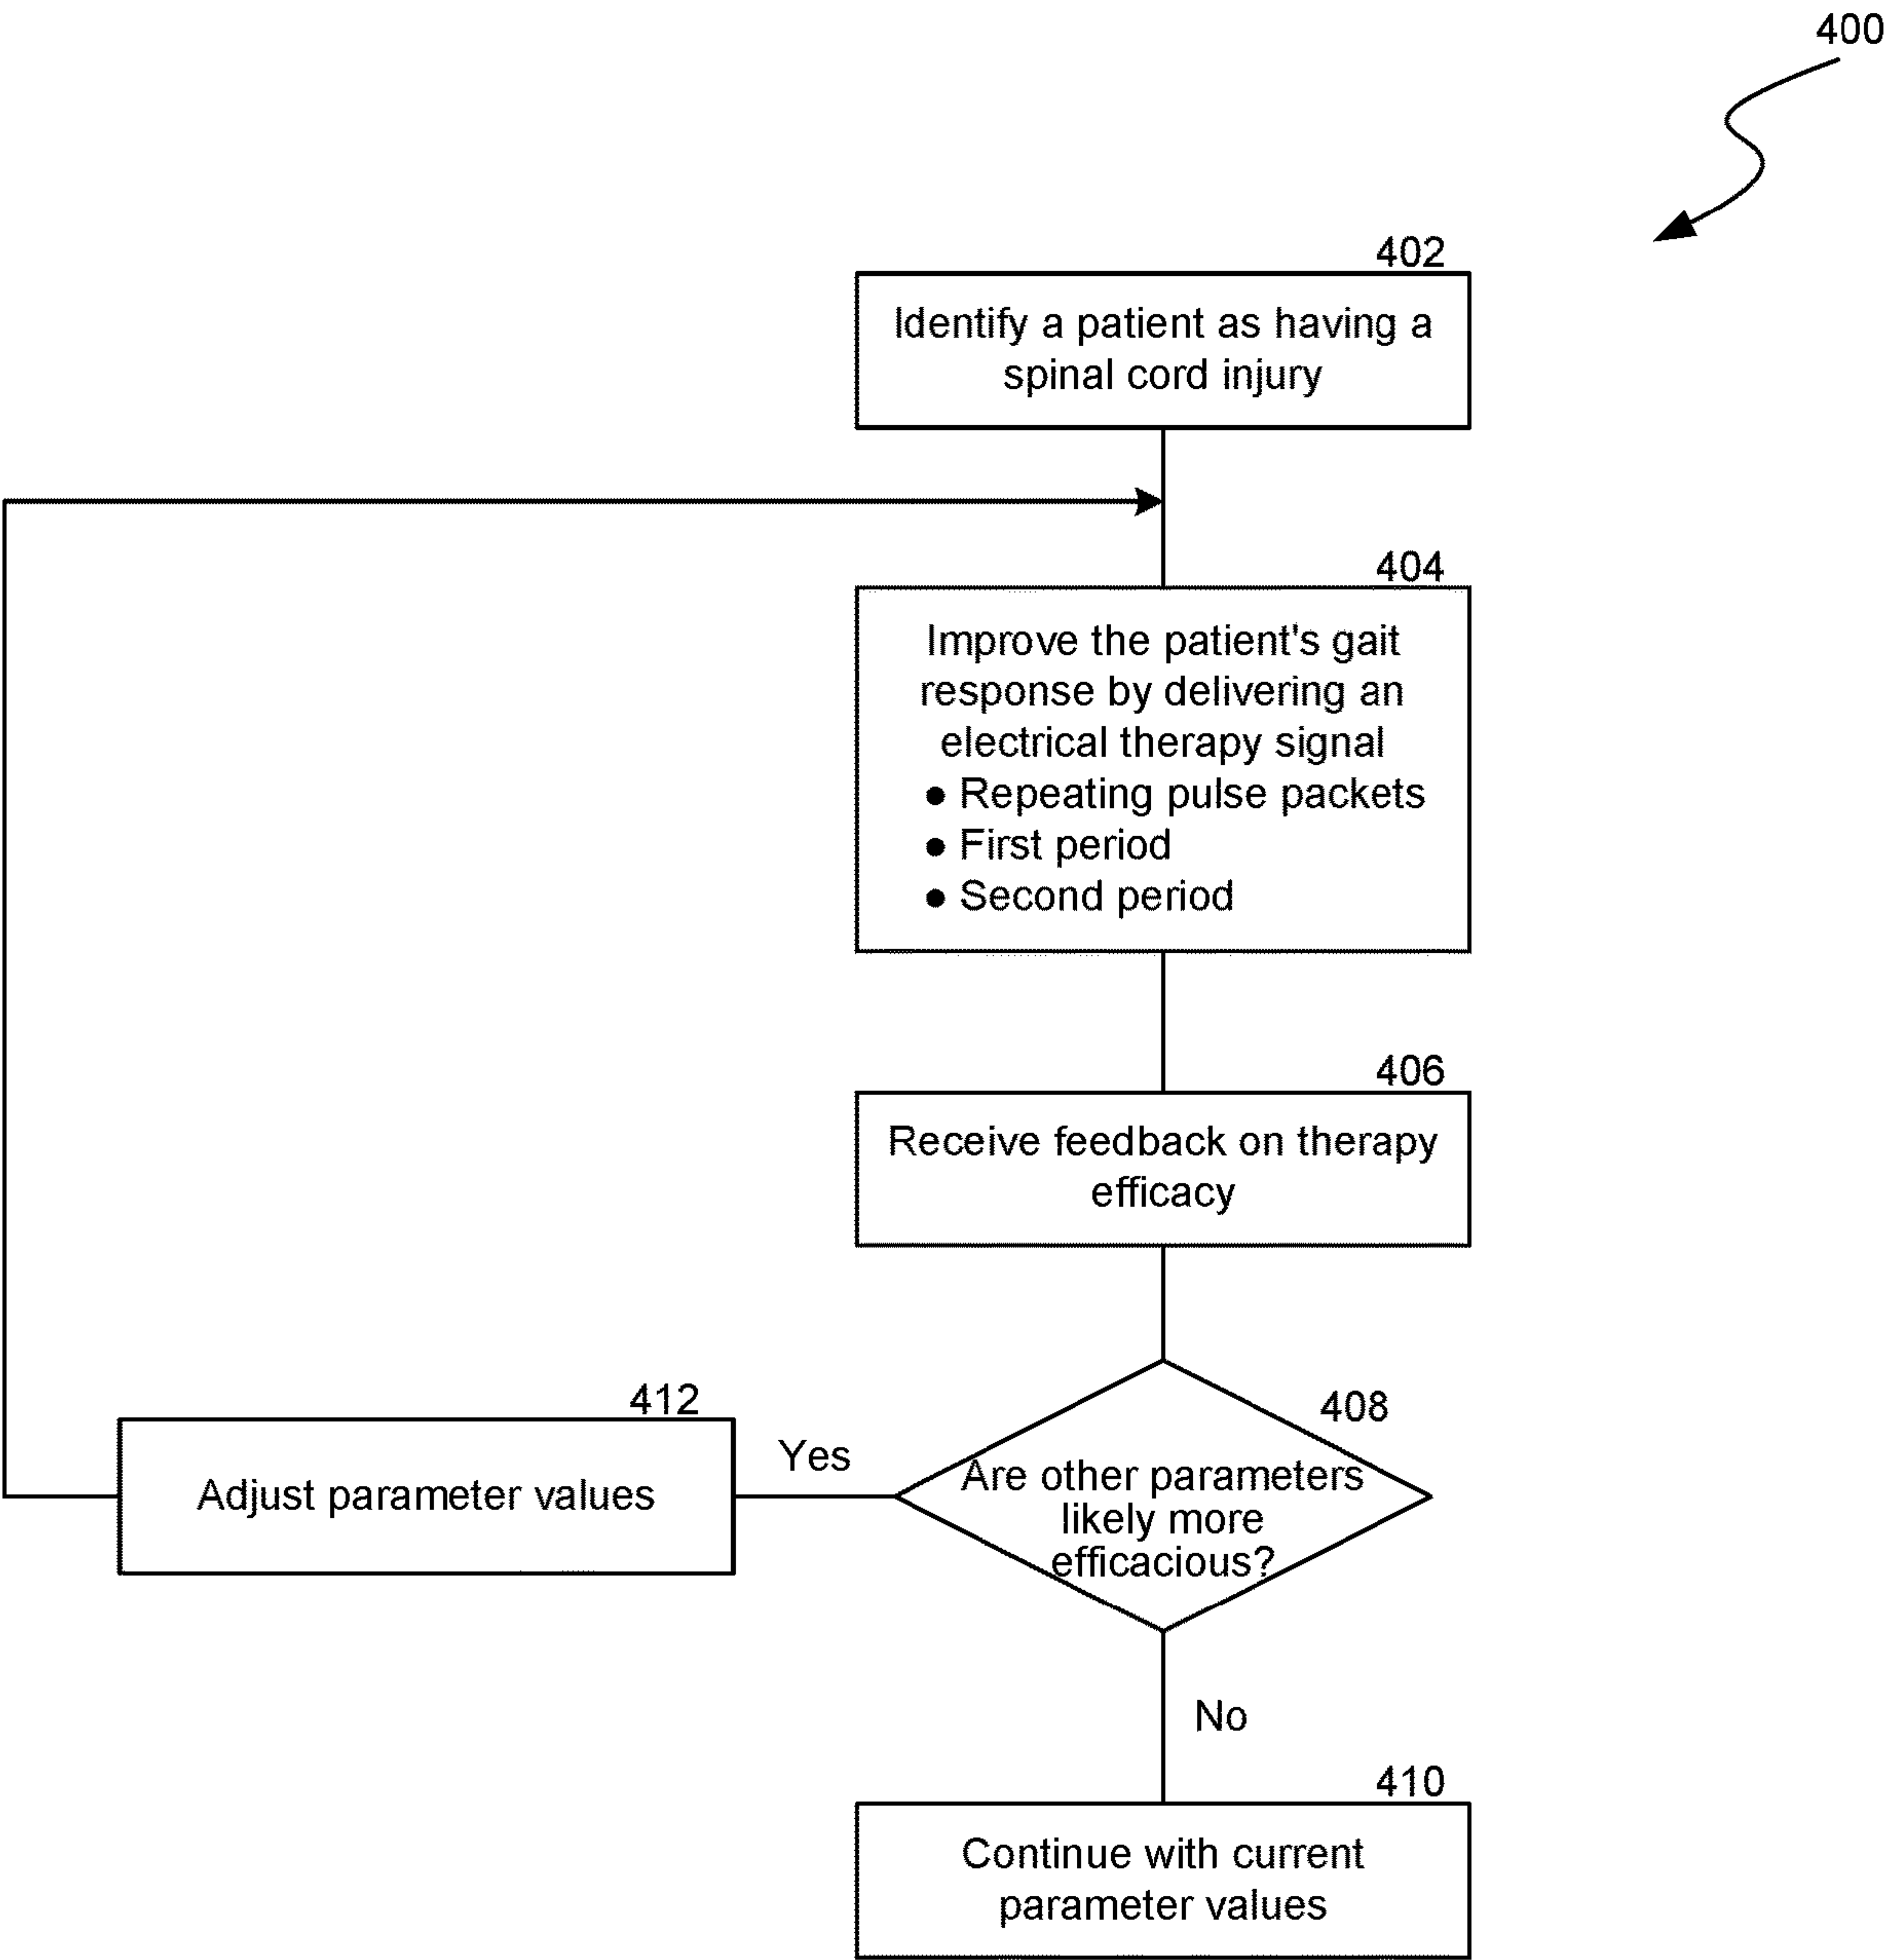 400
402
Identify a patient as having a
spinal cord injury
404
Improve the patient's gait
response by delivering an
electrical therapy signal
● Repeating pulse packets
● First period
● Second period
406
Receive feedback on therapy
efficacy
408
Are other parameters
likely more
efficacious?
Yes
412
Adjust parameter values
No
410
Continue with current
parameter values